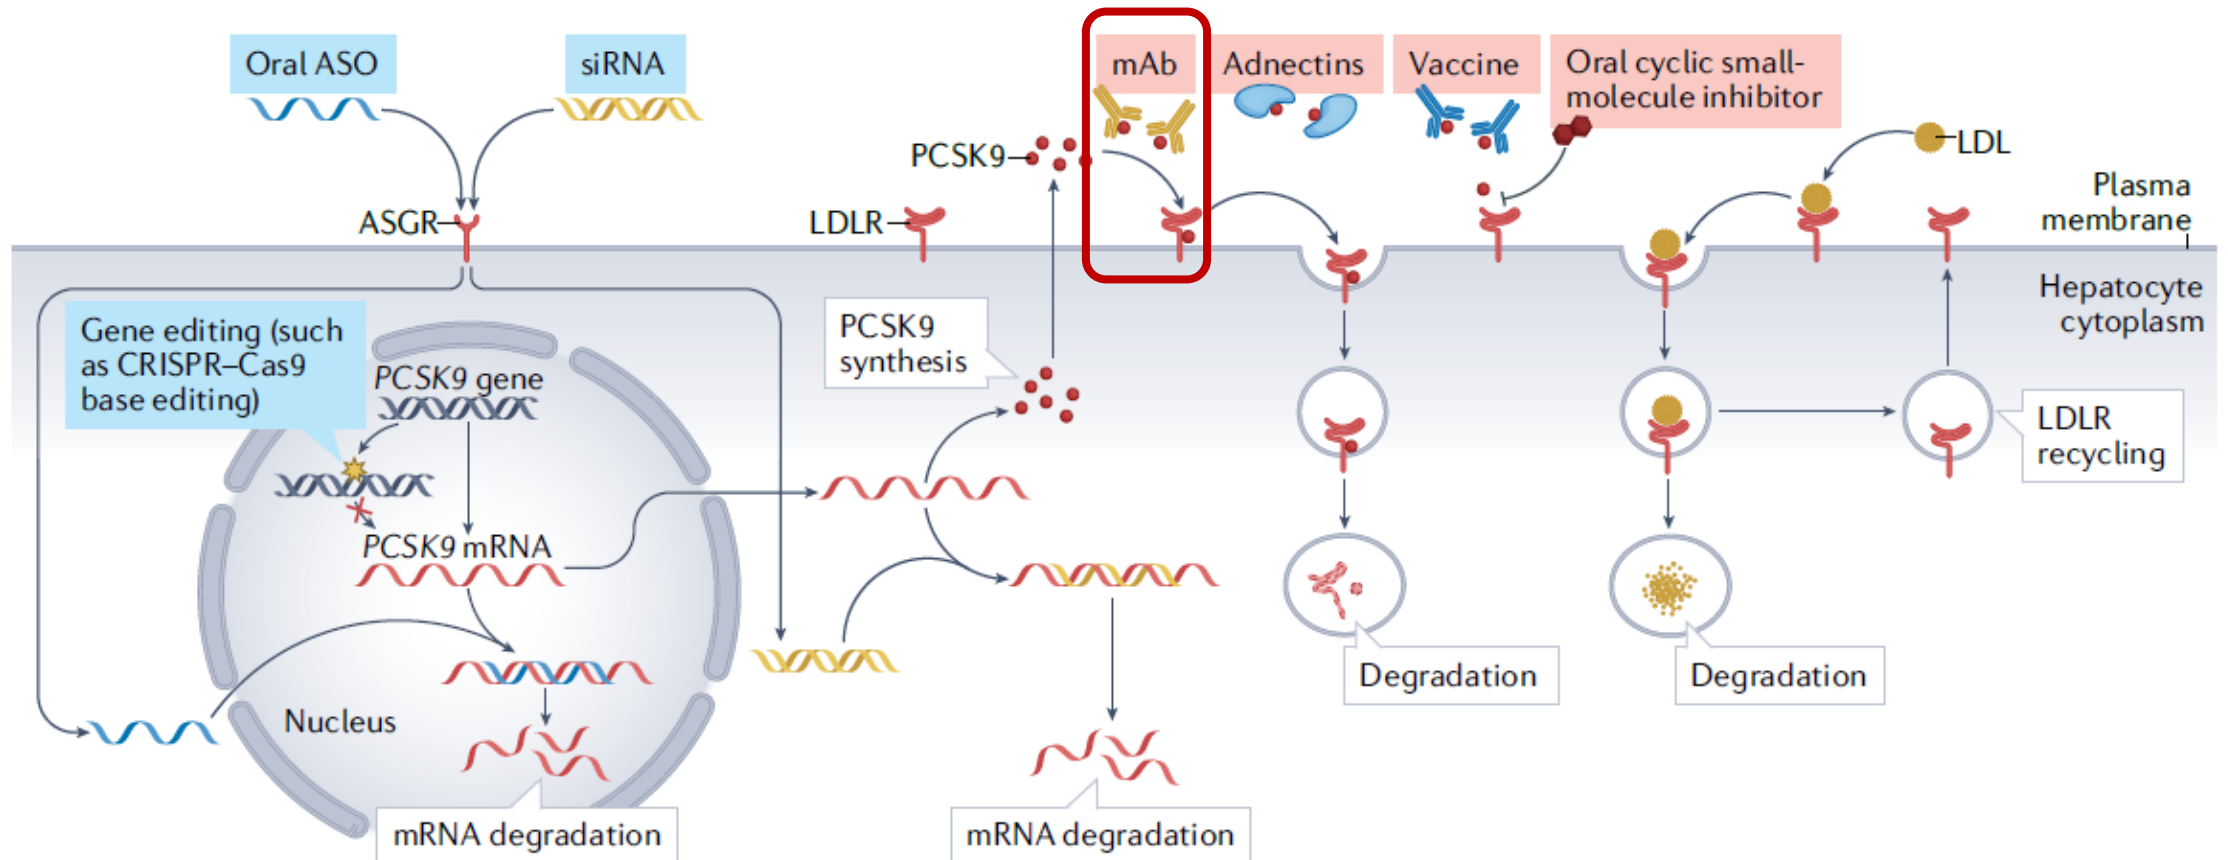 Oral ASO
siRNA
mAb
Adnectins
Vaccine
Oral cyclic small-
molecule inhibitor
PCSK9
LDL
ASGR
LDLR
Plasma
membrane
Hepatocyte
cytoplasm
Gene editing (such
as CRISPR–Cas9
base editing)
PCSK9 gene
PCSK9
synthesis
LDLR
recycling
PCSK9 mRNA
Nucleus
Degradation
Degradation
mRNA degradation
mRNA degradation